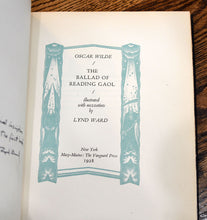 OSCAR WILDE
/
THE
BALLAD OF
READING GAOL
/
illustrated
with woodcuts
by
LYND WARD
New York
Macy-Masius : The Vanguard Press
1928